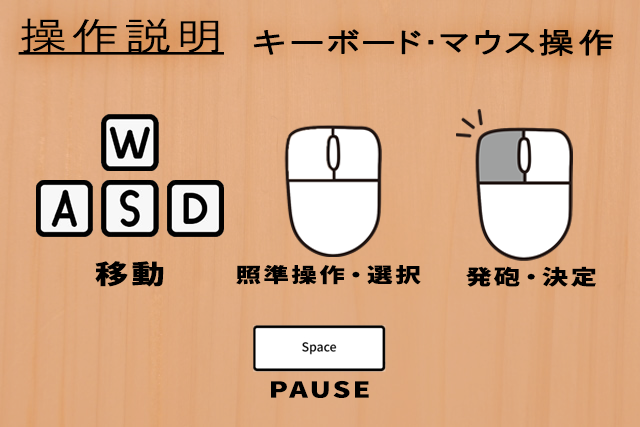 操作説明 キーボード・マウス操作
W
A S D
移動 照準操作・選択 発砲・決定
Space
PAUSE